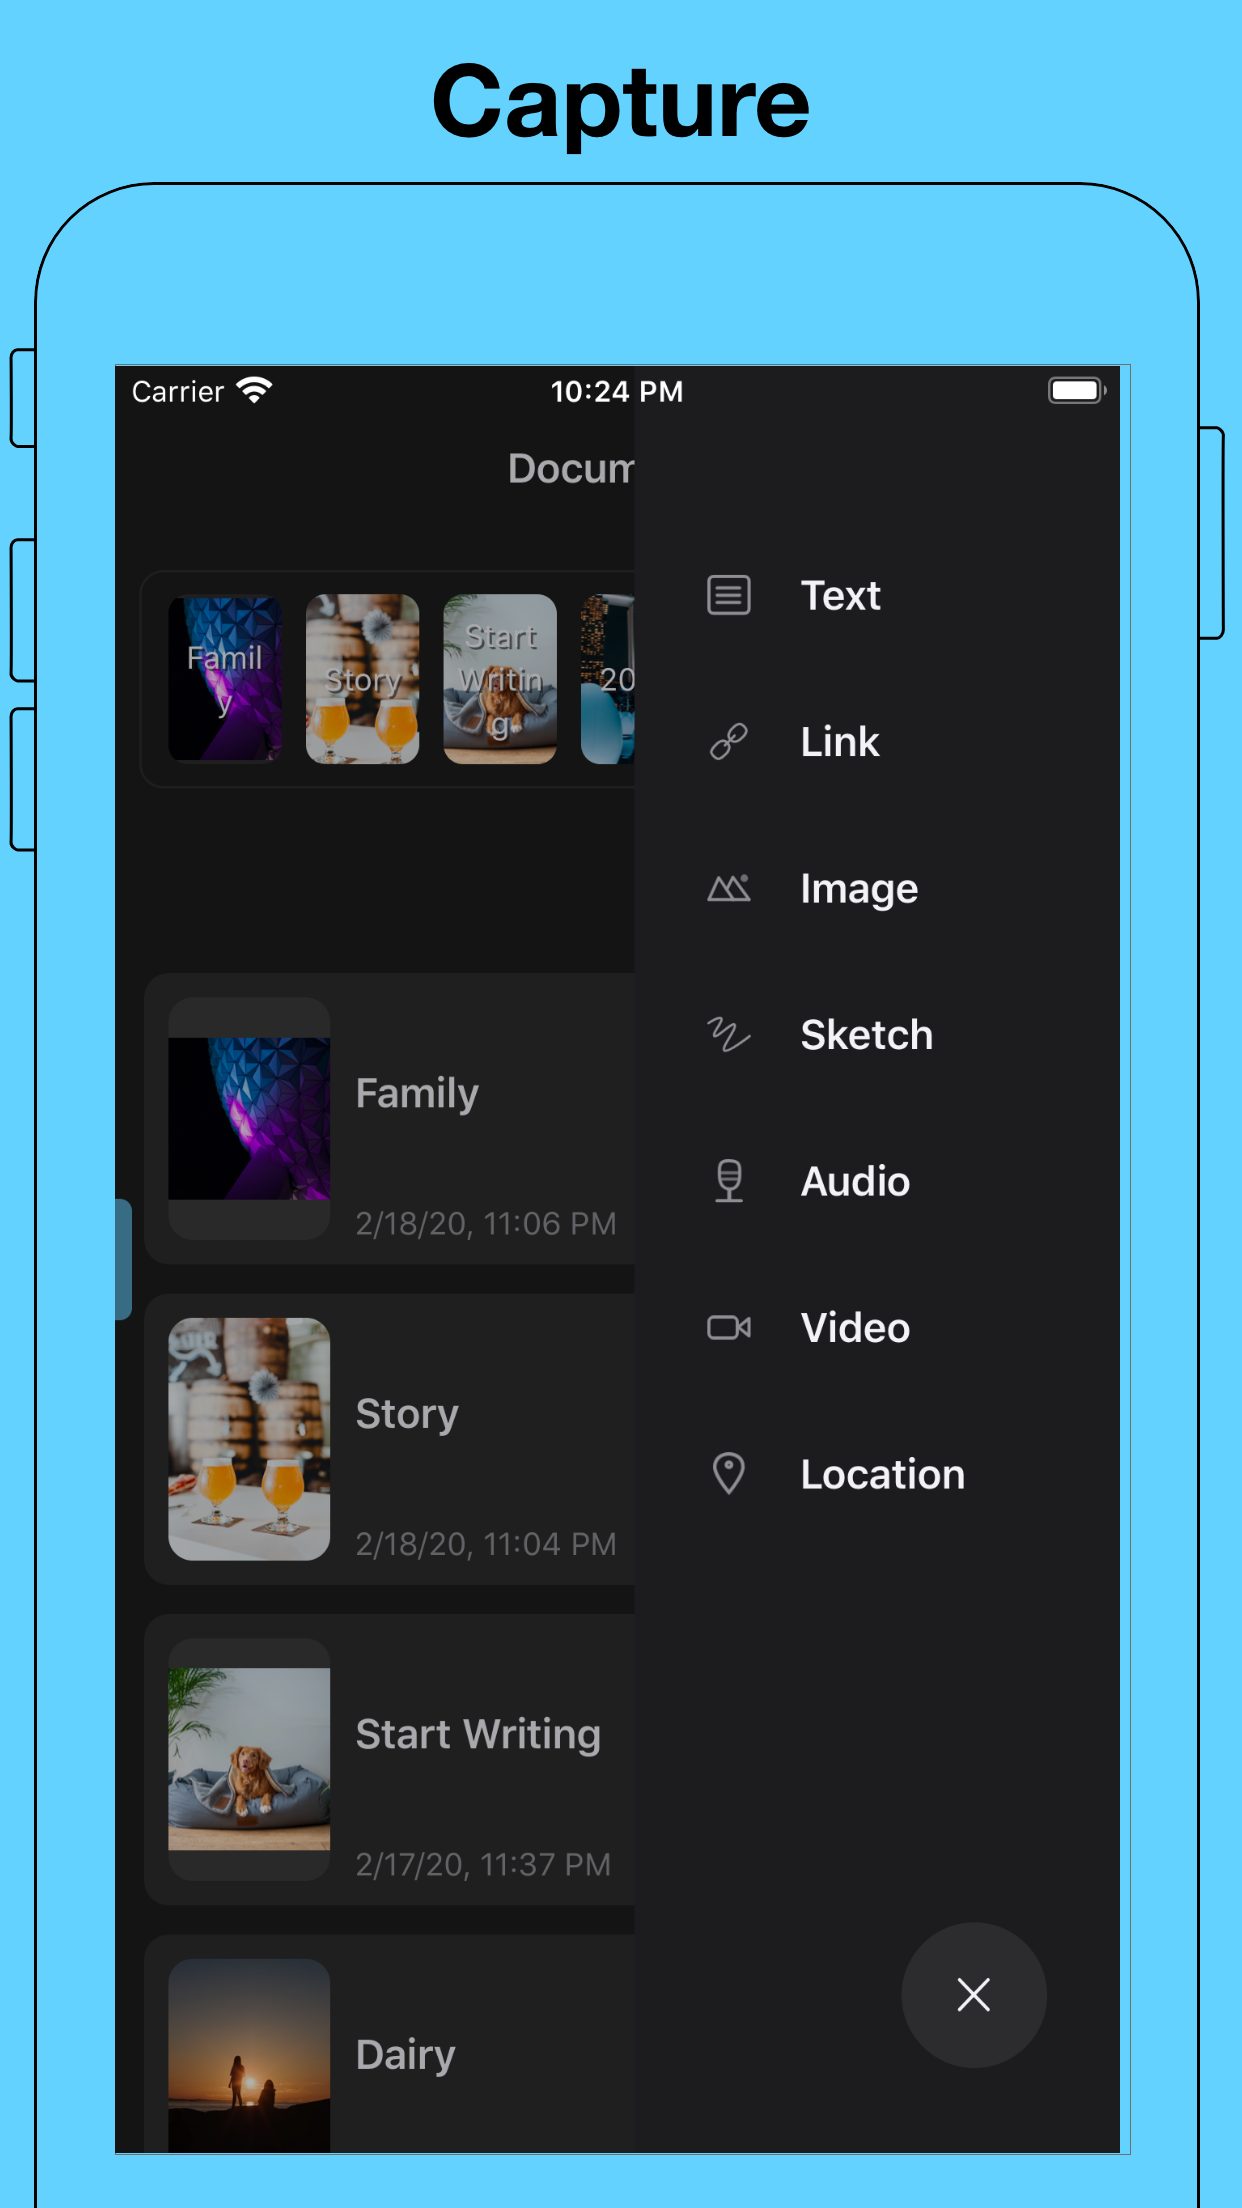 Capture
Carrier
10:24 PM
Docum
Famil
y
Story
Start
Writin
g
20
Text
Link
Image
Sketch
Audio
Video
Location
Family
2/18/20, 11:06 PM
Story
2/18/20, 11:04 PM
Start Writing
2/17/20, 11:37 PM
Dairy